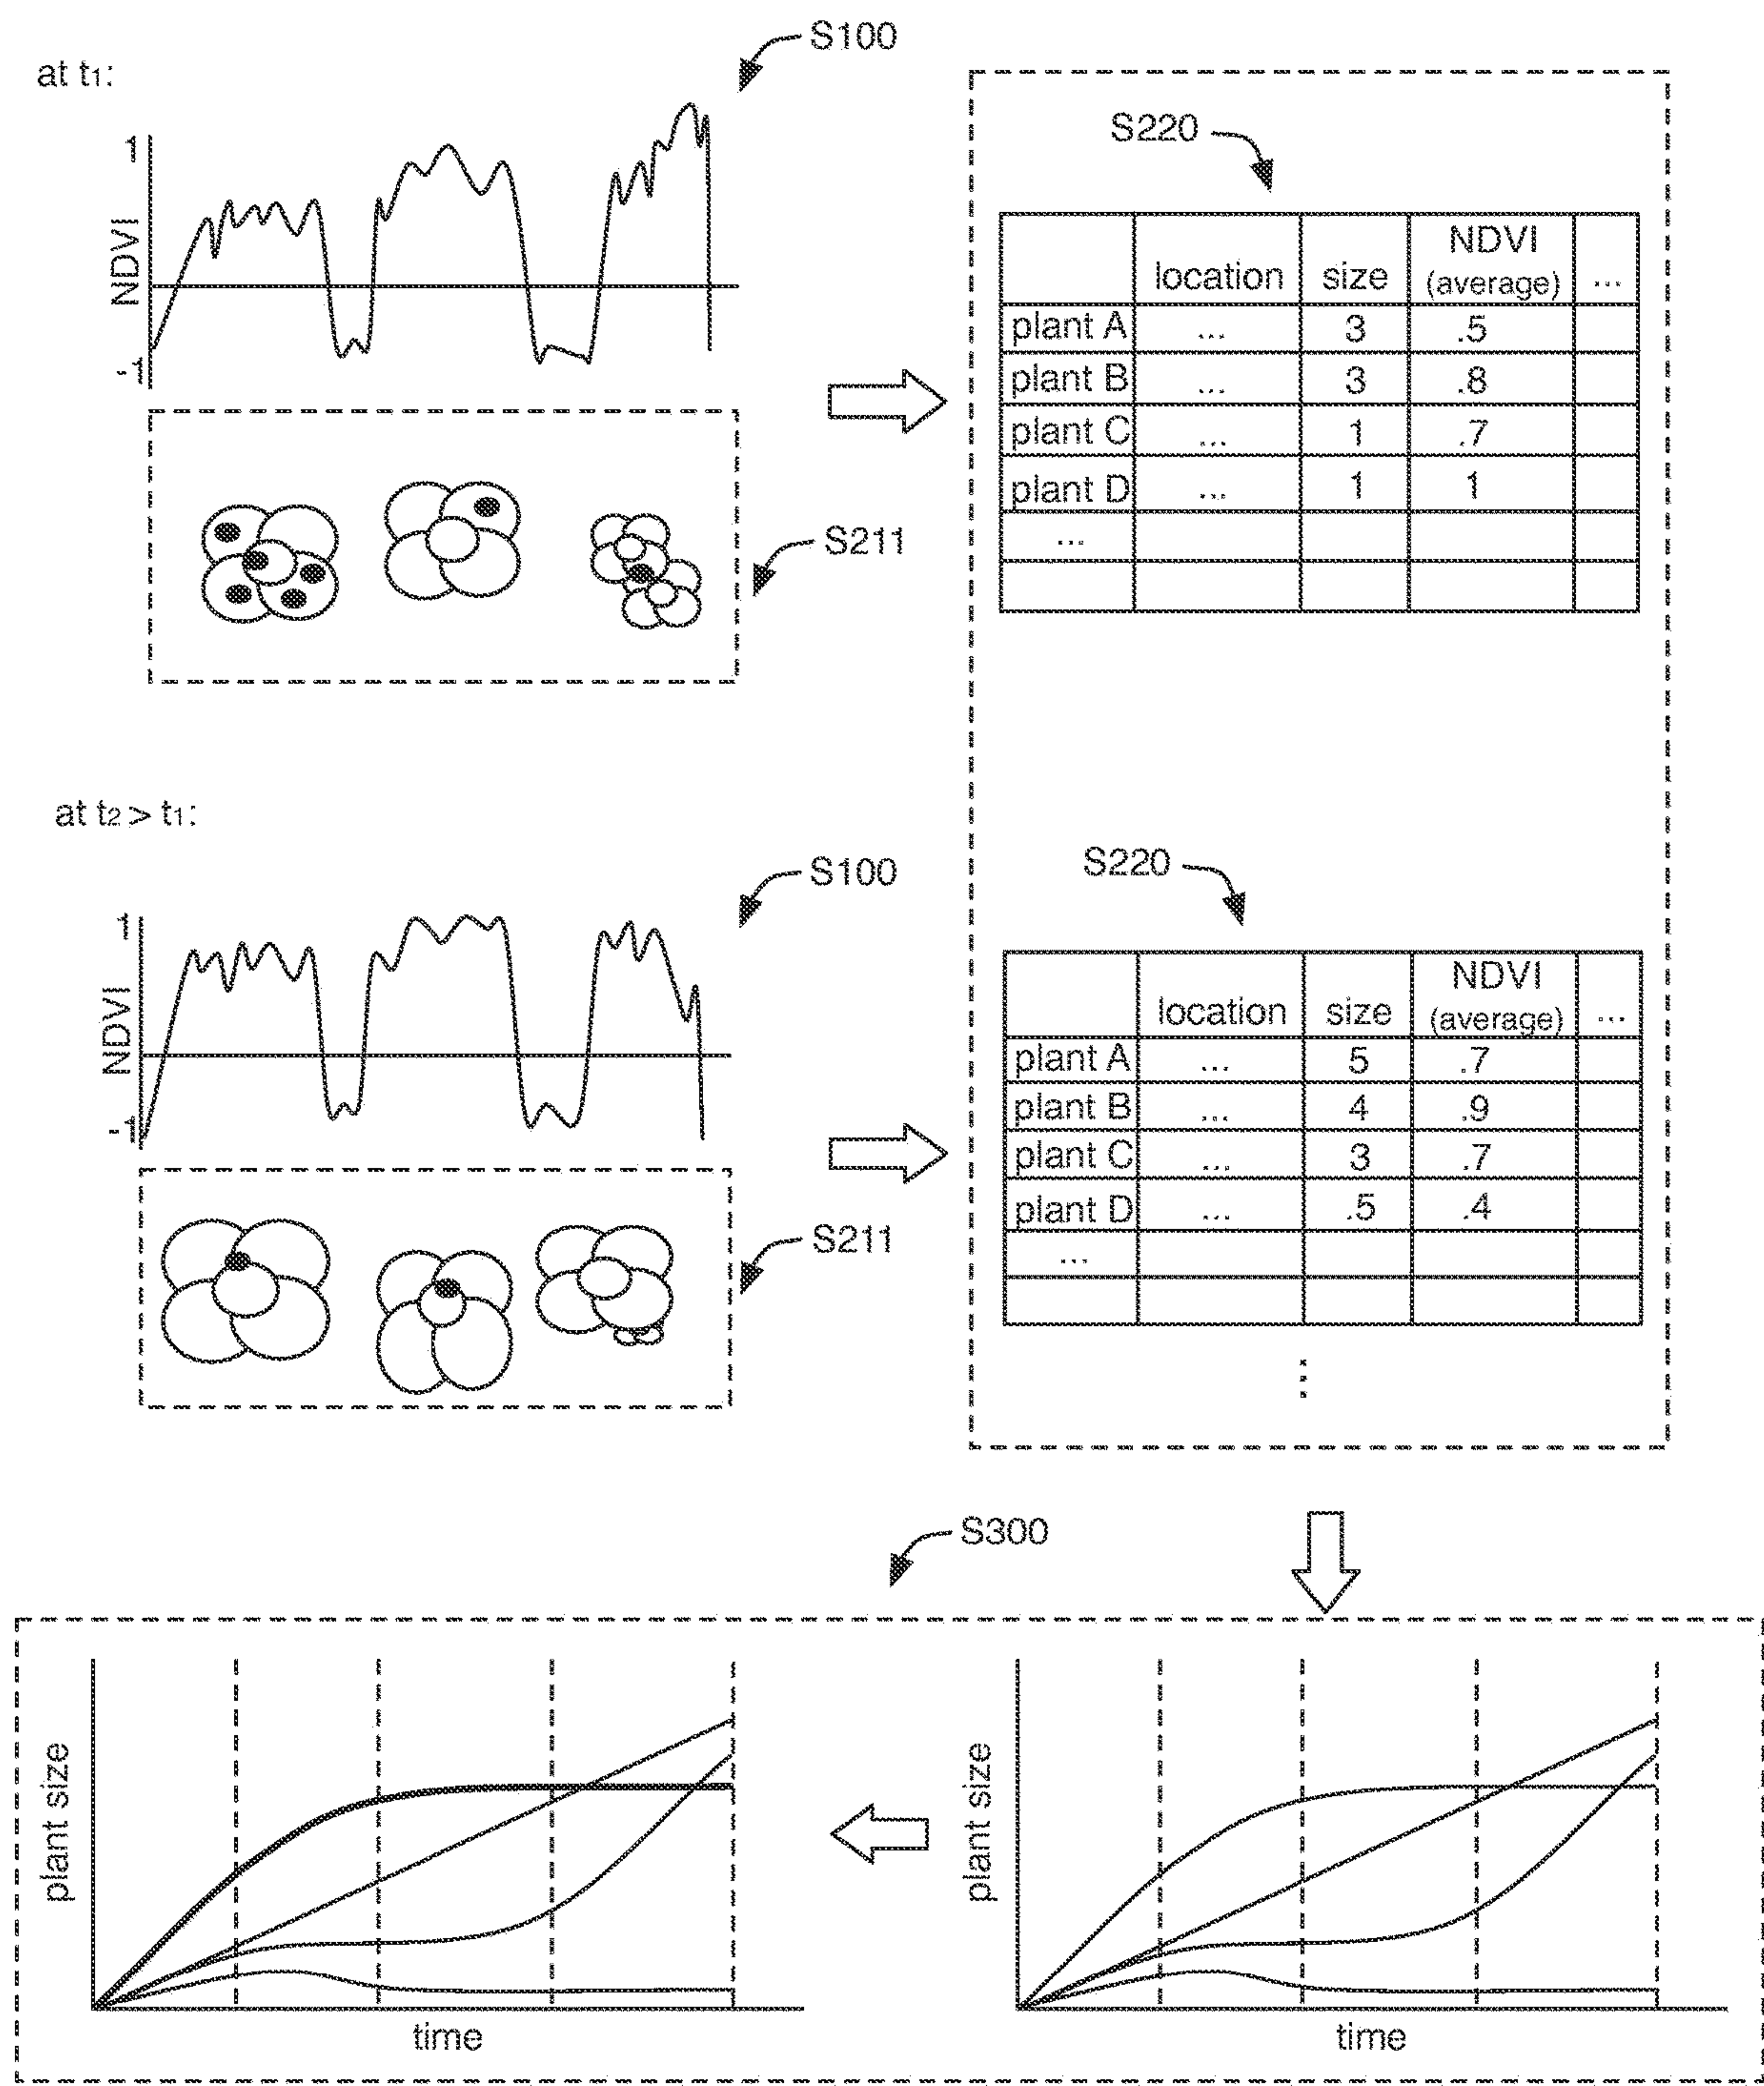 at t1:
S100
1
NDVI
-1
S211
S220
location size NDVI (average) ...
plant A ... 3 .5
plant B ... 3 .8
plant C ... 1 .7
plant D ... 1 1
...
at t2 > t1:
S100
1
NDVI
-1
S211
S220
location size NDVI (average) ...
plant A ... 5 .7
plant B ... 4 .9
plant C ... 3 .7
plant D ... .5 .4
...
S300
plant size
time
plant size
time